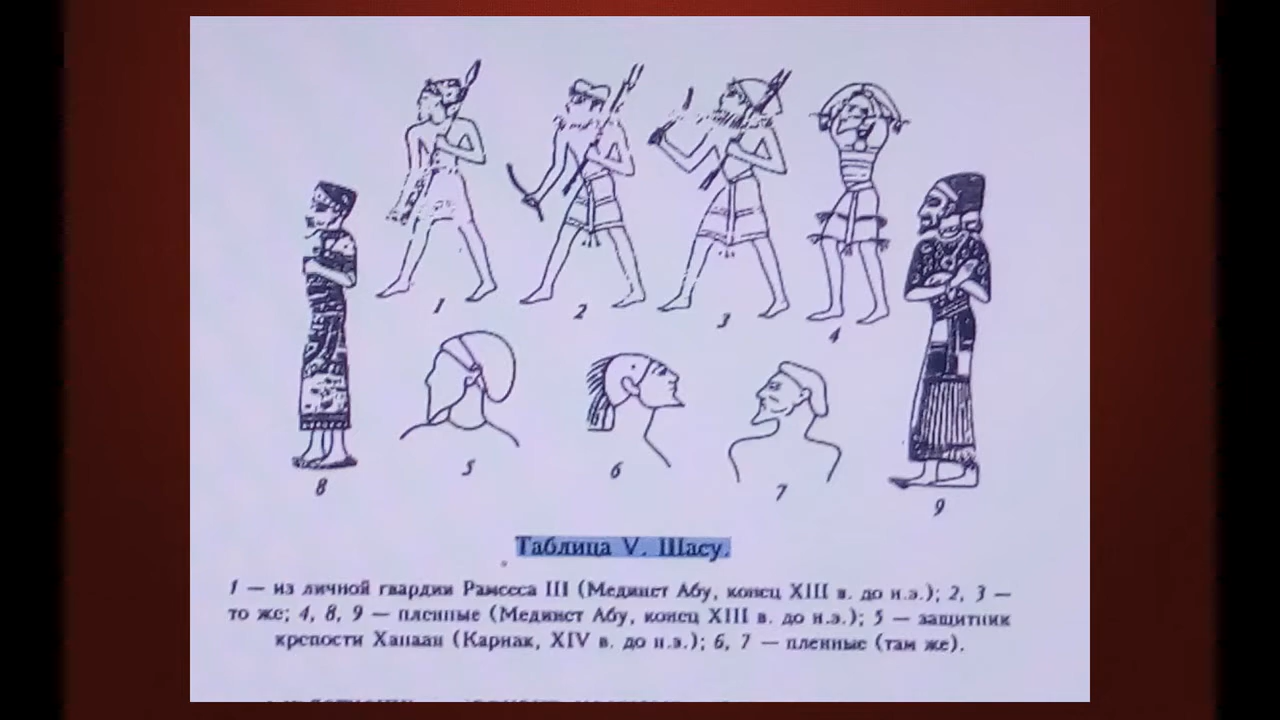 1
2
3
4
5
6
7
8
9
Таблица V. Шасу.
1 — из личной гвардии Рамсеса III (Мединет Абу, конец XIII в. до н.э.); 2, 3 —
то же; 4, 8, 9 — пленные (Мединет Абу, конец XIII в. до н.э.); 5 — защитник
крепости Ханаан (Карнак, XIV в. до н.э.); 6, 7 — пленные (там же).